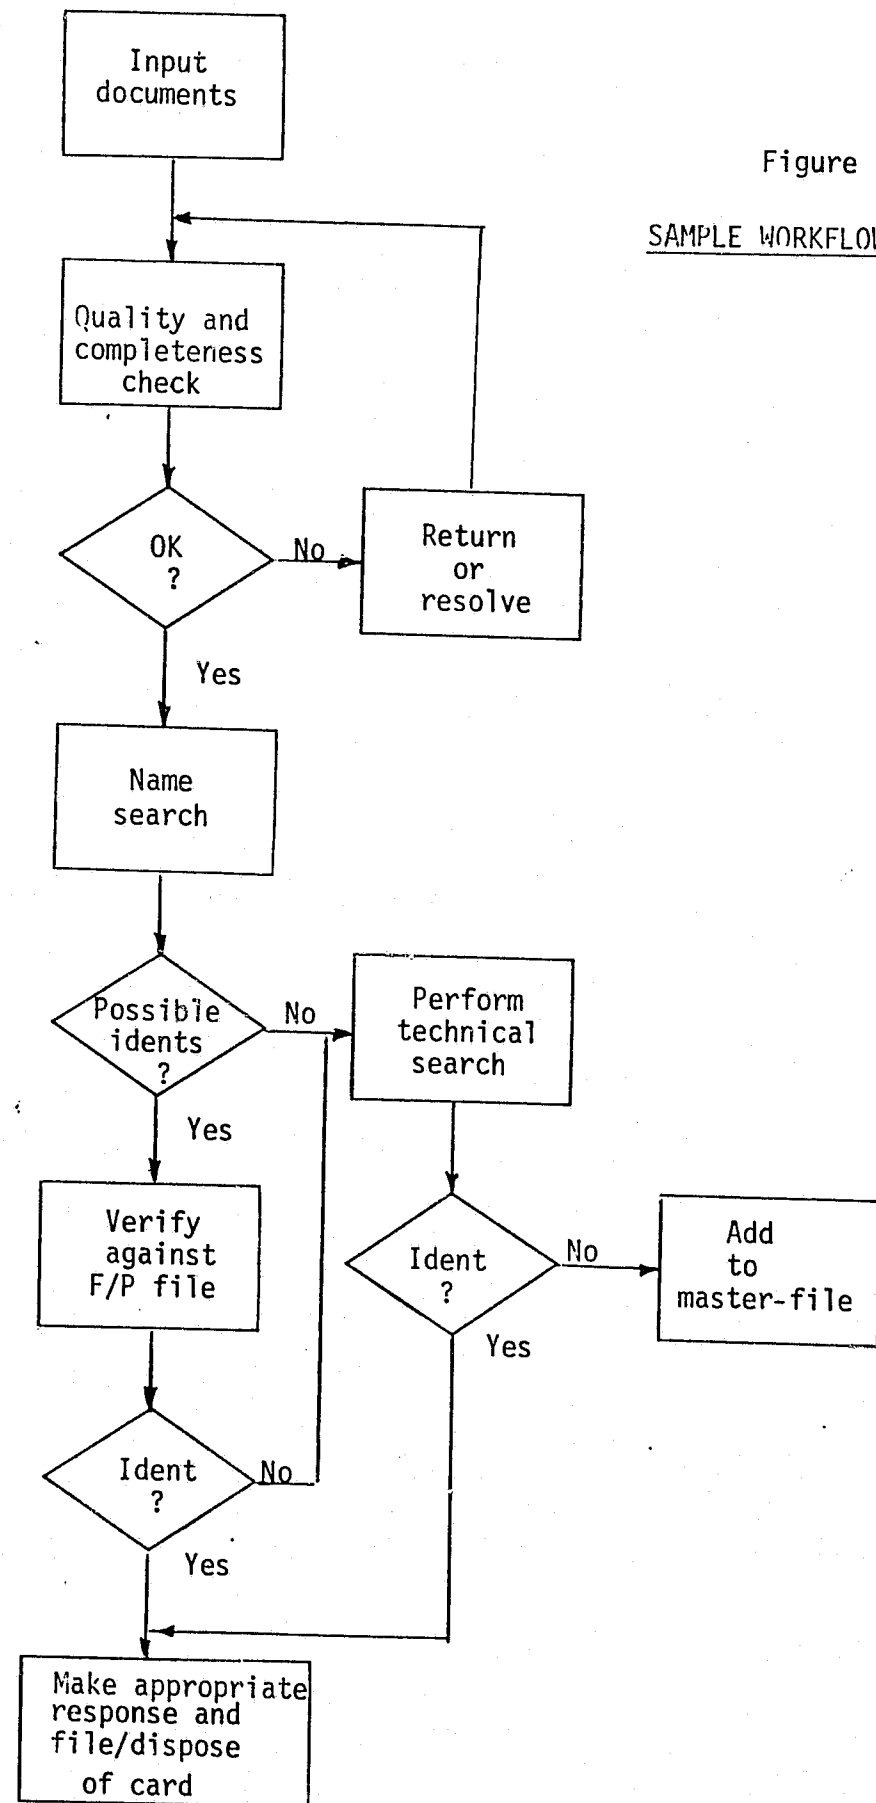 Input
documents
Figure
SAMPLE WORKFLOW
Quality and
completeness
check
OK
?
No
Return
or
resolve
Yes
Name
search
Possible
idents
?
No
Perform
technical
search
Yes
Verify
against
F/P file
Ident
?
No
Add
to
master-file
Yes
Ident
?
No
Yes
Make appropriate
response and
file/dispose
of card